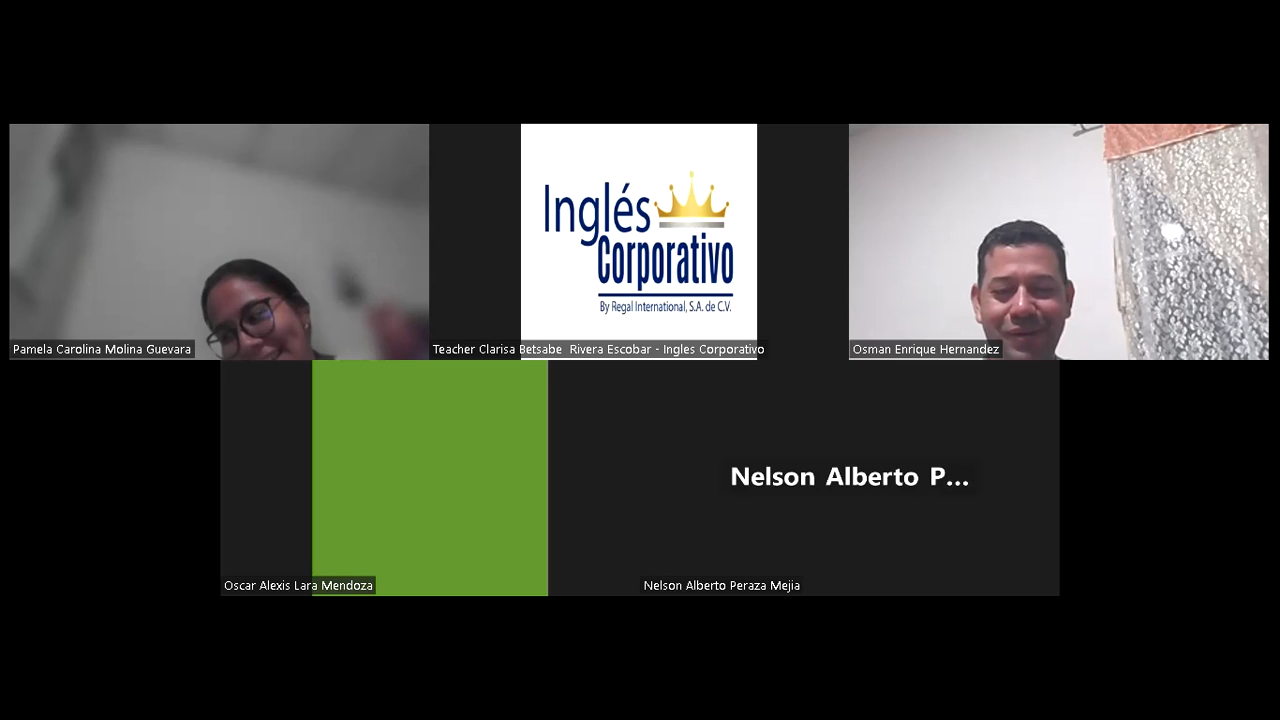 Inglés
Corporativo
By Regal International, S.A. de C.V.
Pamela Carolina Molina Guevara
Teacher Clarisa Betsabe Rivera Escobar - Ingles Corporativo
Osman Enrique Hernandez
Nelson Alberto P...
Oscar Alexis Lara Mendoza
Nelson Alberto Peraza Mejia